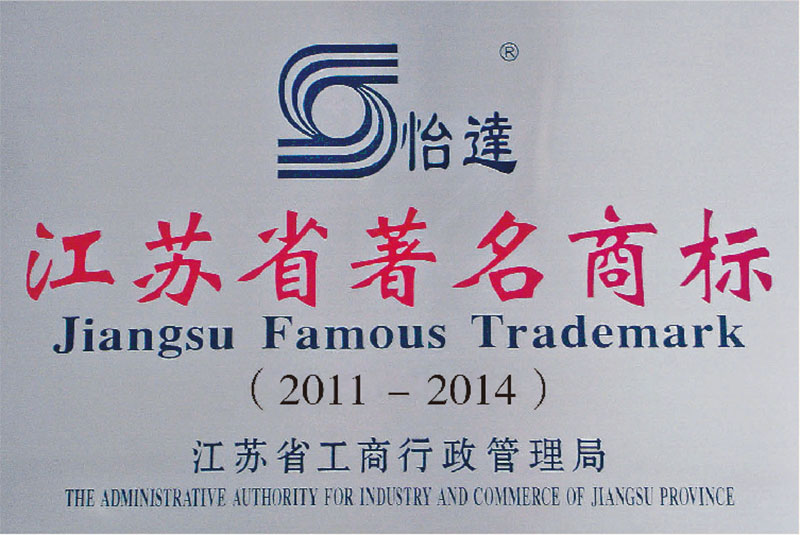 ®
怡達
江苏省著名商标
Jiangsu Famous Trademark
（2011－2014）
江苏省工商行政管理局
THE ADMINISTRATIVE AUTHORITY FOR INDUSTRY AND COMMERCE OF JIANGSU PROVINCE